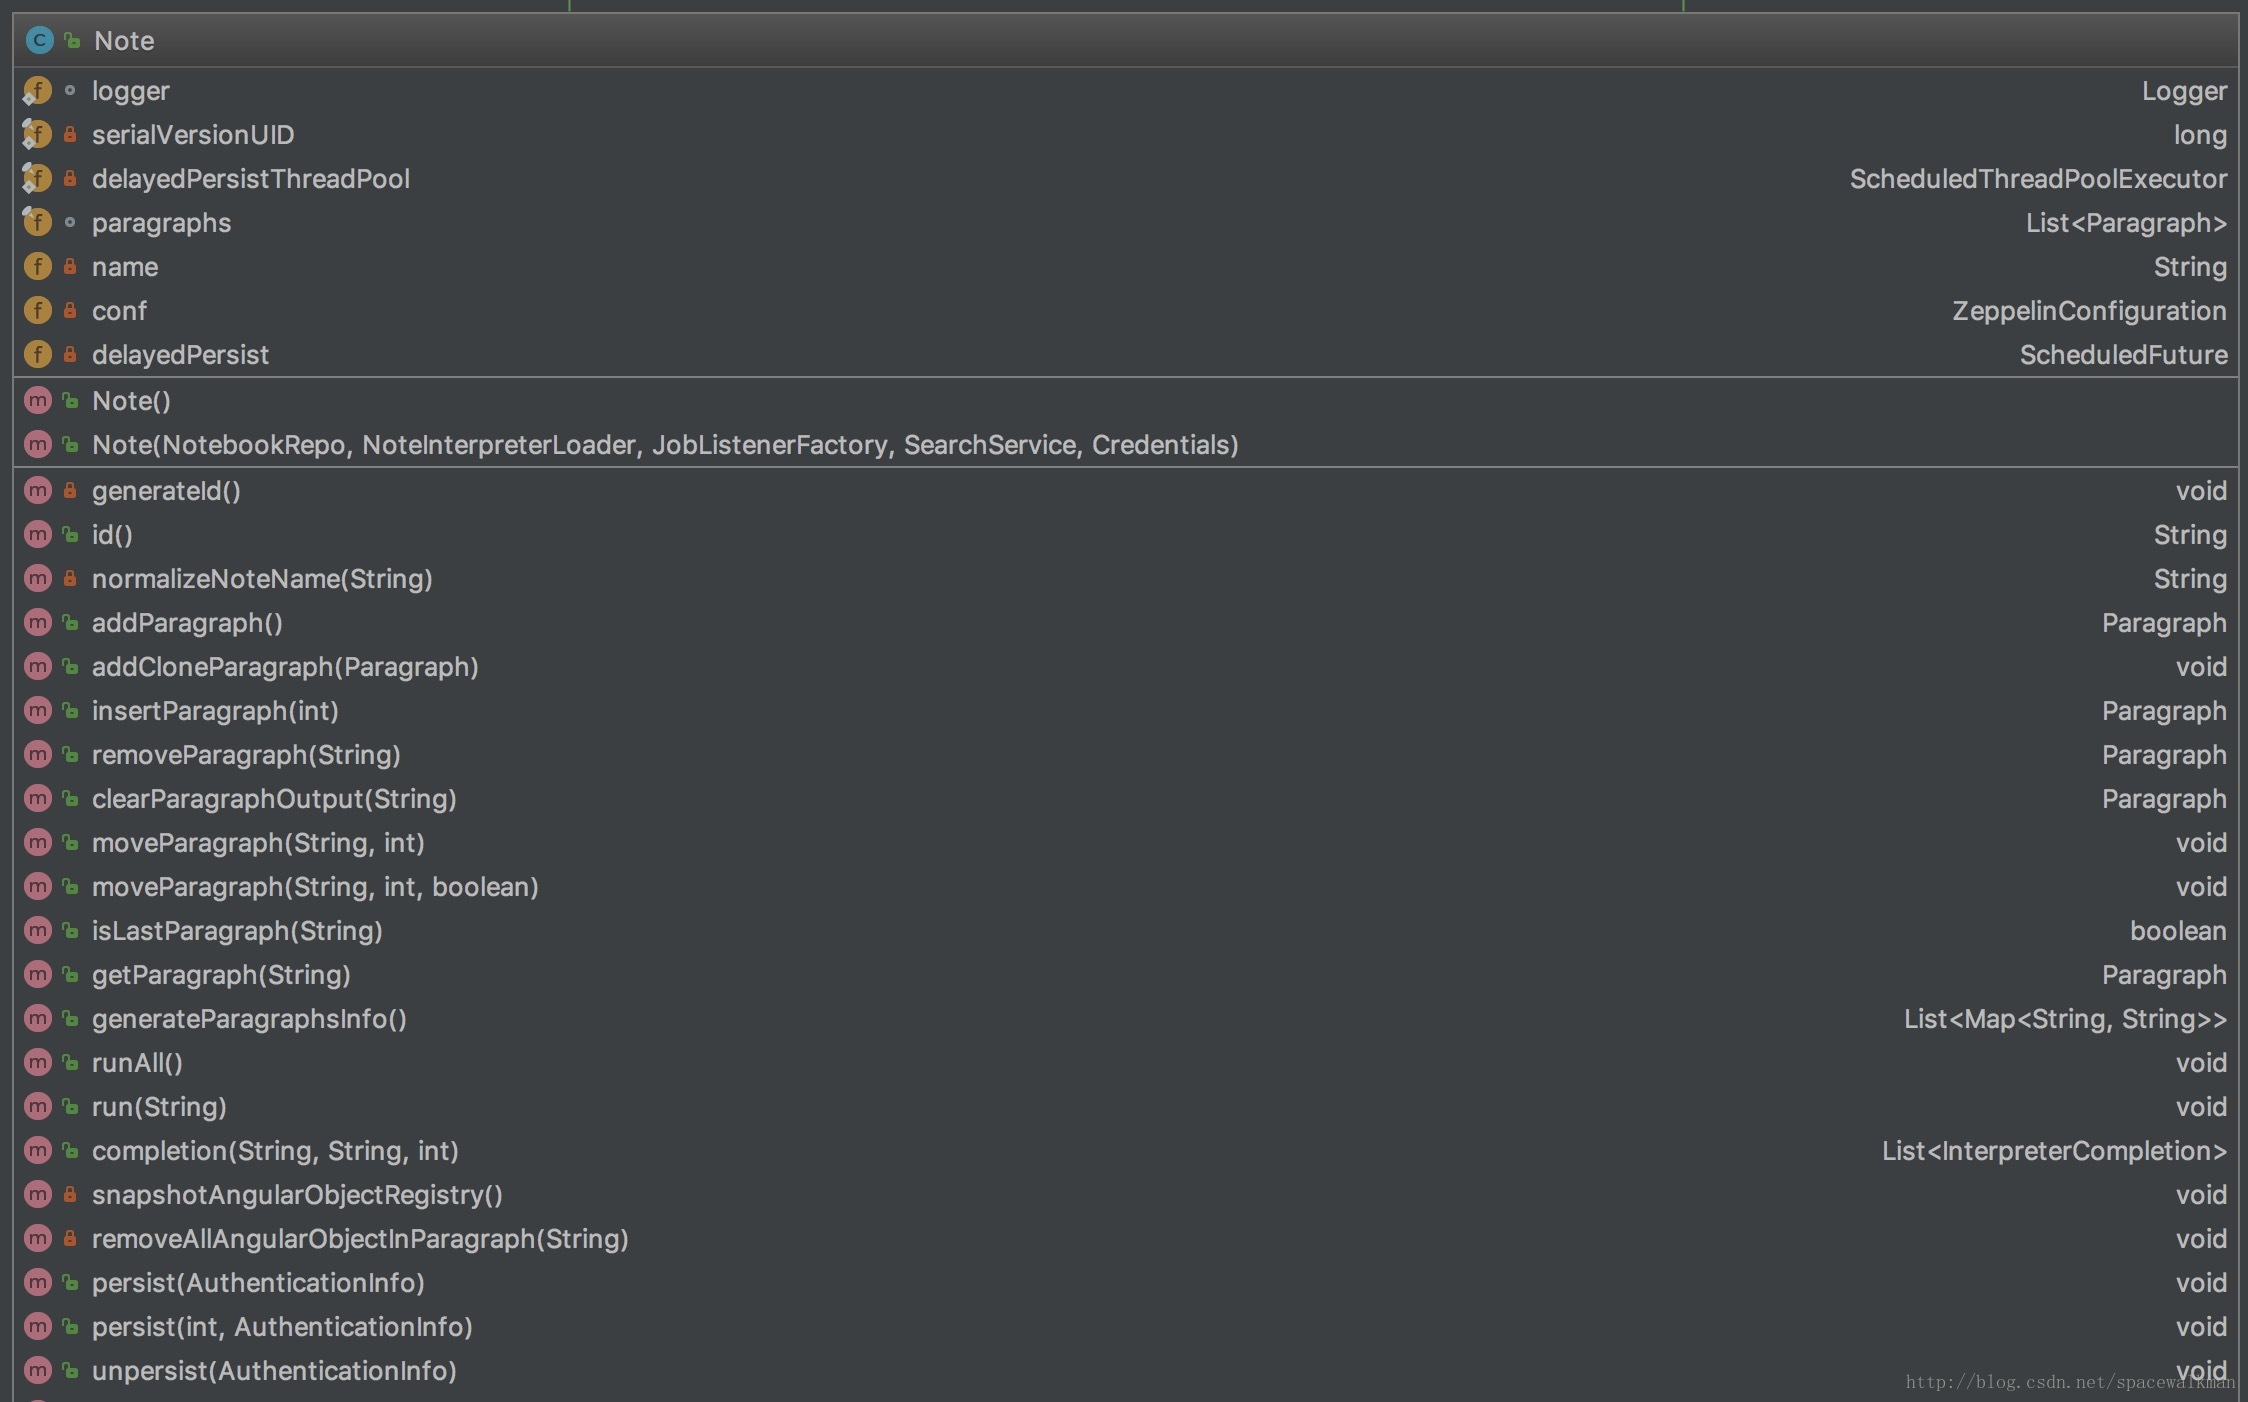 Note
logger Logger
serialVersionUID long
delayedPersistThreadPool ScheduledThreadPoolExecutor
paragraphs List<Paragraph>
name String
conf ZeppelinConfiguration
delayedPersist ScheduledFuture
Note()
Note(NotebookRepo, NoteInterpreterLoader, JobListenerFactory, SearchService, Credentials)
generateId() void
id() String
normalizeNoteName(String) String
addParagraph() Paragraph
addCloneParagraph(Paragraph) void
insertParagraph(int) Paragraph
removeParagraph(String) Paragraph
clearParagraphOutput(String) Paragraph
moveParagraph(String, int) void
moveParagraph(String, int, boolean) void
isLastParagraph(String) boolean
getParagraph(String) Paragraph
generateParagraphsInfo() List<Map<String, String>>
runAll() void
run(String) void
completion(String, String, int) List<InterpreterCompletion>
snapshotAngularObjectRegistry() void
removeAllAngularObjectInParagraph(String) void
persist(AuthenticationInfo) void
persist(int, AuthenticationInfo) void
unpersist(AuthenticationInfo) void
http://blog.csdn.net/spacewalkman